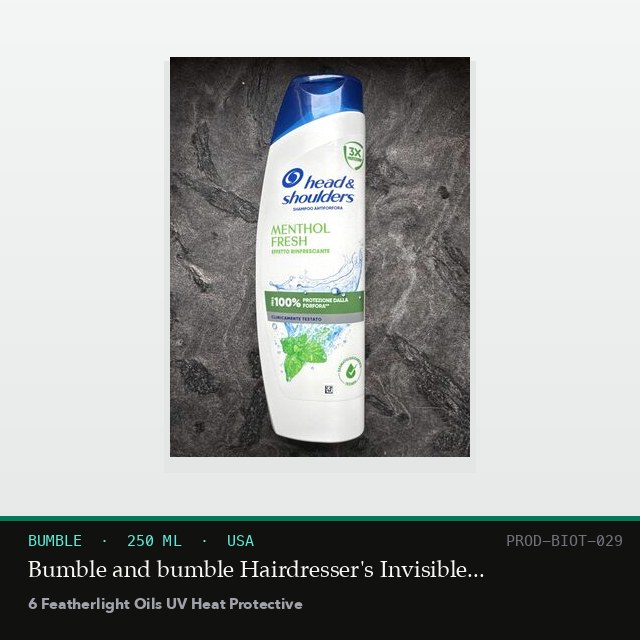 3X
head&
shoulders
SHAMPOO ANTIFORFORA
MENTHOL
FRESH
EFFETTO RINFRESCANTE
100% PROTEZIONE DALLA
FORFORA
CLINICAMENTE TESTATO
BUMBLE · 250 ML · USA
PROD-BIOT-029
Bumble and bumble Hairdresser's Invisible...
6 Featherlight Oils UV Heat Protective